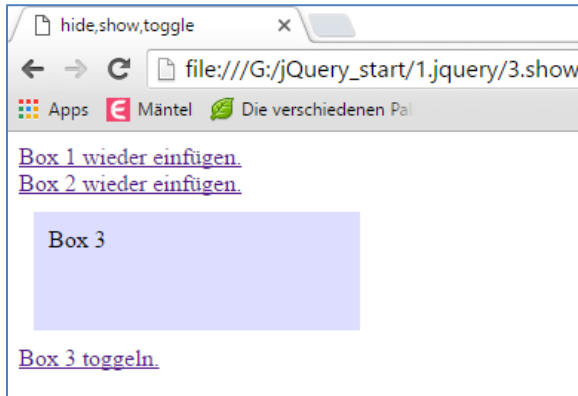 hide,show,toggle
file:///G:/jQuery_start/1.jquery/3.show
Apps Mäntel Die verschiedenen Pal
Box 1 wieder einfügen.
Box 2 wieder einfügen.
Box 3
Box 3 toggeln.